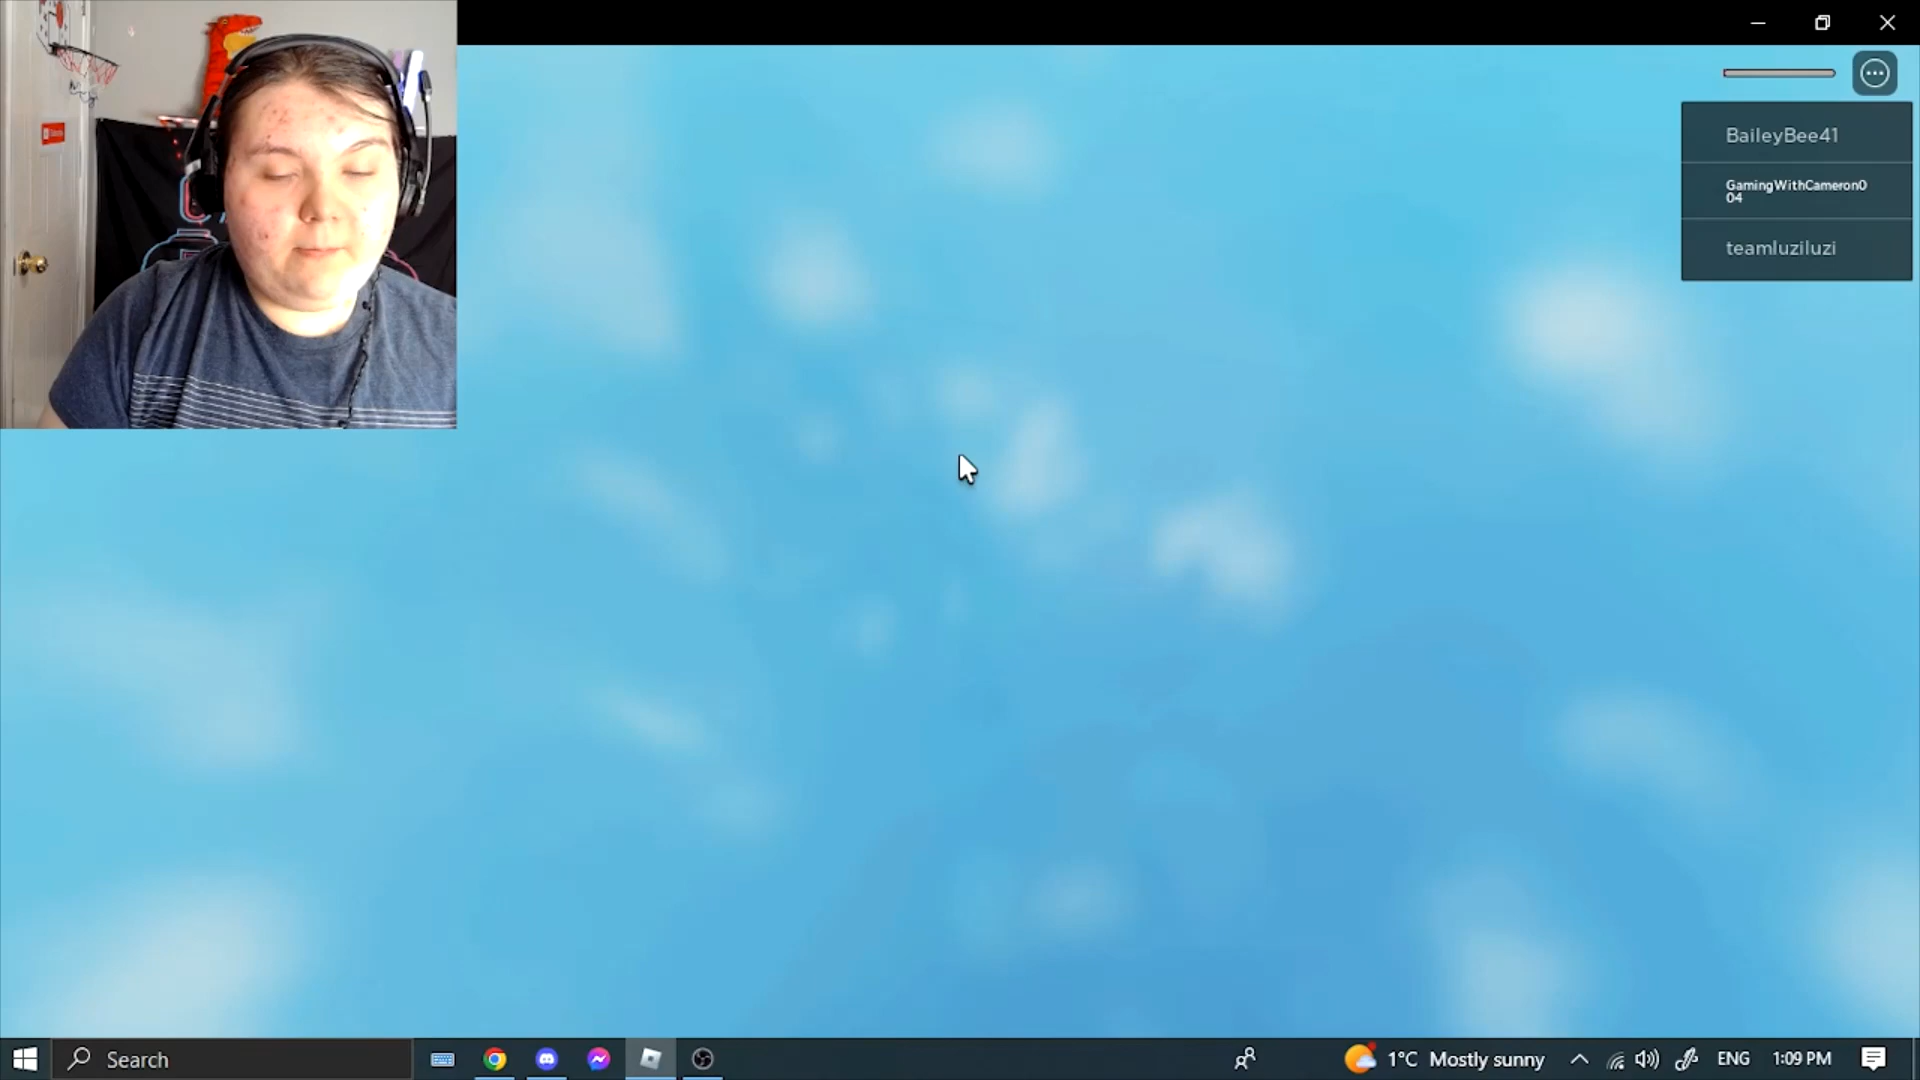 BaileyBee41
GamingWithCameron0
04
teamluziluzi
Search
1°C Mostly sunny
ENG
1:09 PM